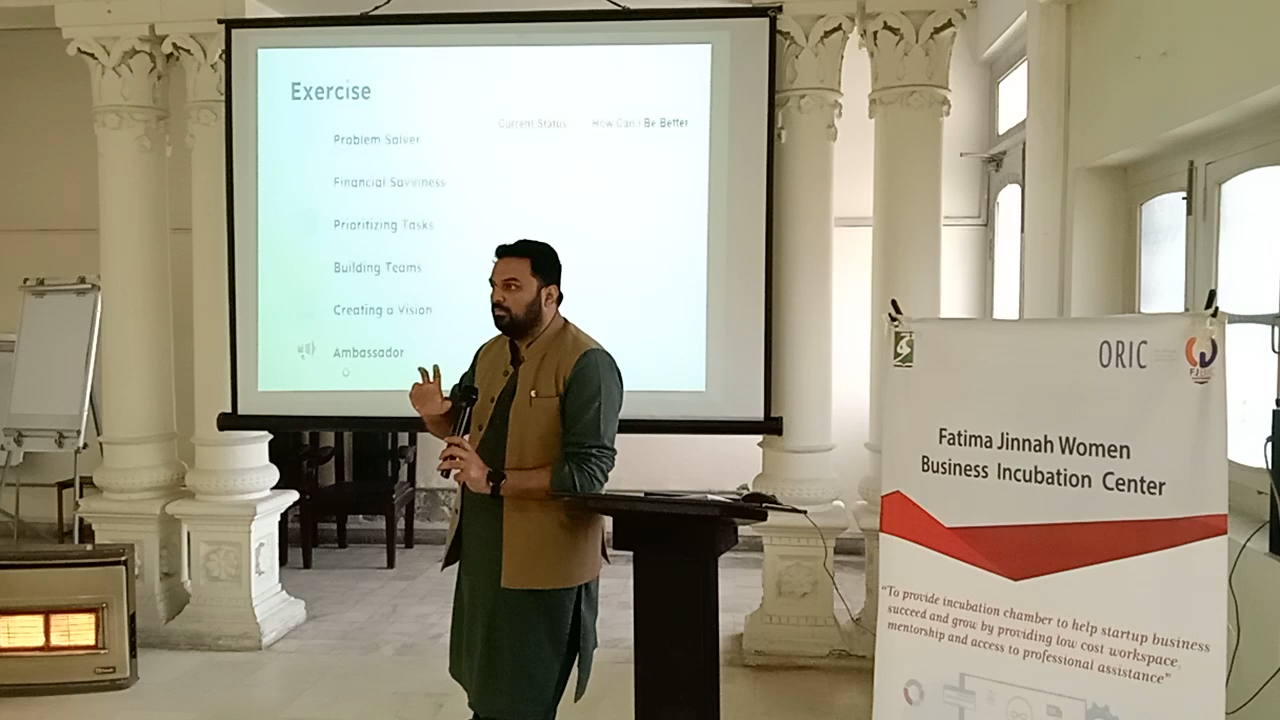 Exercise
Current Status
How Can I Be Better
Problem Solver
Financial Savviness
Prioritizing Tasks
Building Teams
Creating a Vision
Ambassador
ORIC
Fatima Jinnah Women
Business Incubation Center
“To provide incubation chamber to help startup business
succeed and grow by providing low cost workspace,
mentorship and access to professional assistance”